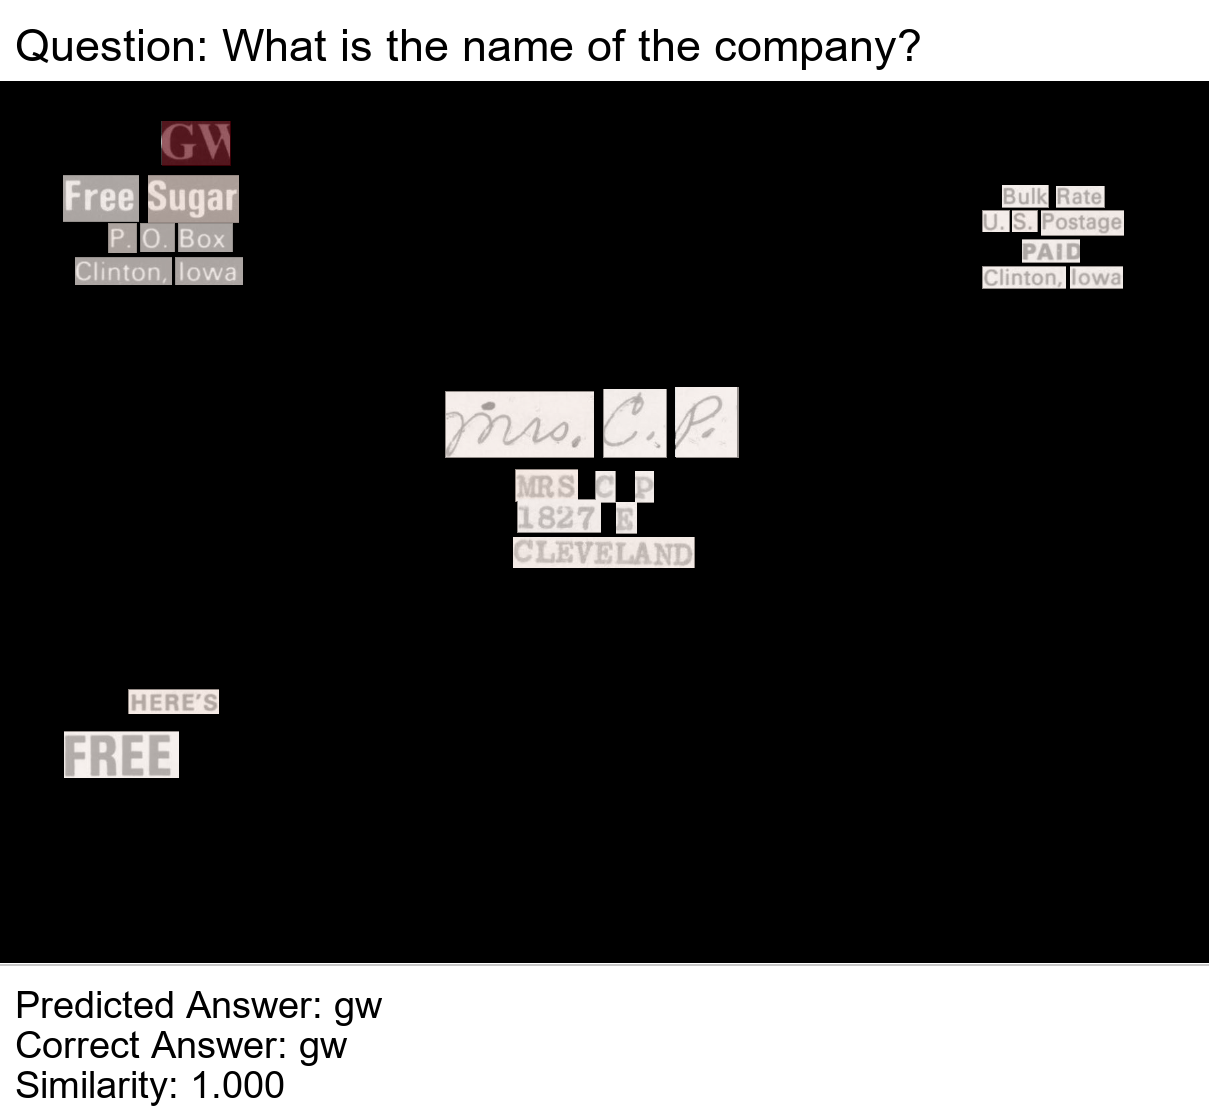 Question: What is the name of the company?
GW
Free Sugar
P. O. Box
Clinton, Iowa
Bulk Rate
U. S. Postage
PAID
Clinton, Iowa
Mrs. C. P.
MRS C P
1827 E
CLEVELAND
HERE'S
FREE
Predicted Answer: gw
Correct Answer: gw
Similarity: 1.000